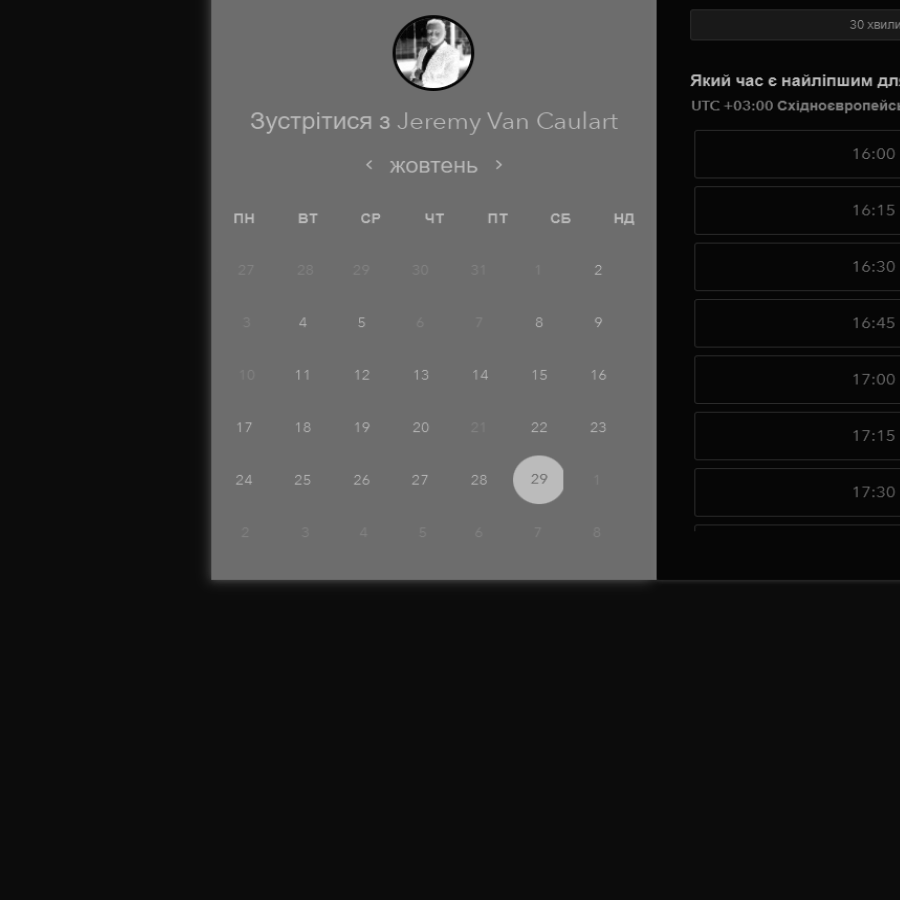 Зустрітися з Jeremy Van Caulart
жовтень
ПН ВТ СР ЧТ ПТ СБ НД
27 28 29 30 31 1 2
3 4 5 6 7 8 9
10 11 12 13 14 15 16
17 18 19 20 21 22 23
24 25 26 27 28 29 1
2 3 4 5 6 7 8
30 хвили
Який час є найліпшим для
UTC +03:00 Східноєвропейсь
16:00
16:15
16:30
16:45
17:00
17:15
17:30